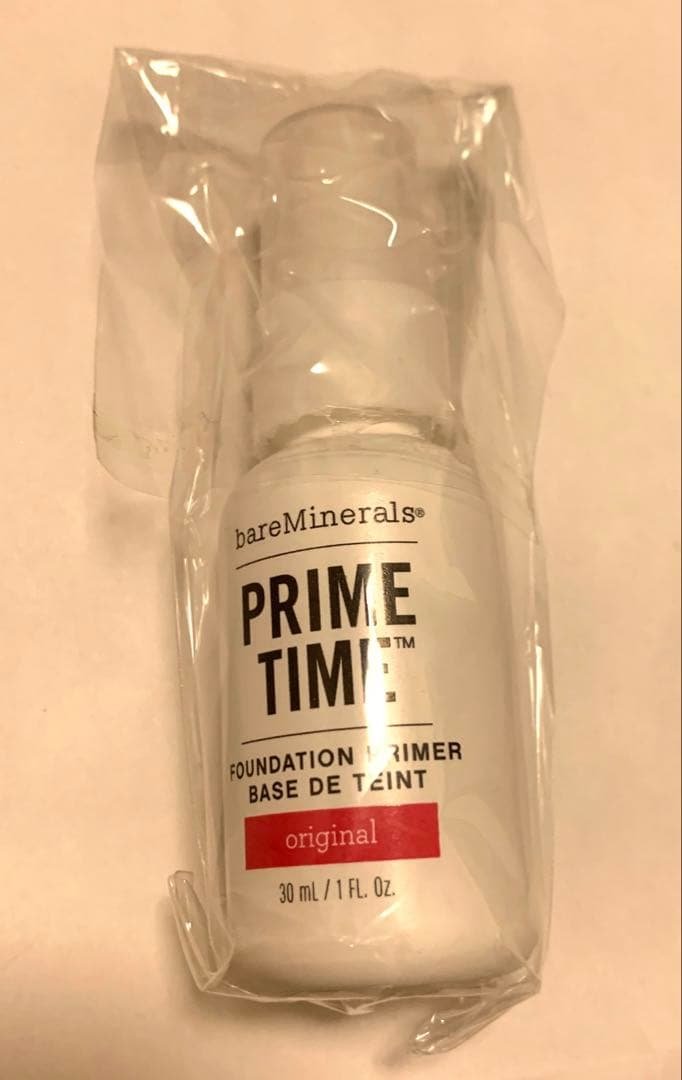 bareMinerals®
PRIME
TIME™
FOUNDATION PRIMER
BASE DE TEINT
original
30 mL / 1 FL. Oz.